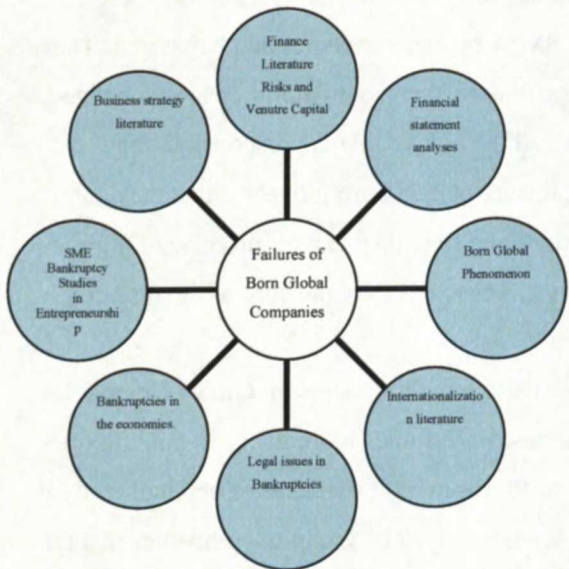 Finance
Literature
Risks and
Venutre Capital
Financial
statement
analyses
Born Global
Phenomenon
Internationalizatio
n literature
Legal issues in
Bankruptcies
Bankruptcies in
the economies.
SME
Bankruptcy
Studies
in
Entrepreneurshi
p
Business strategy
literature
Failures of
Born Global
Companies